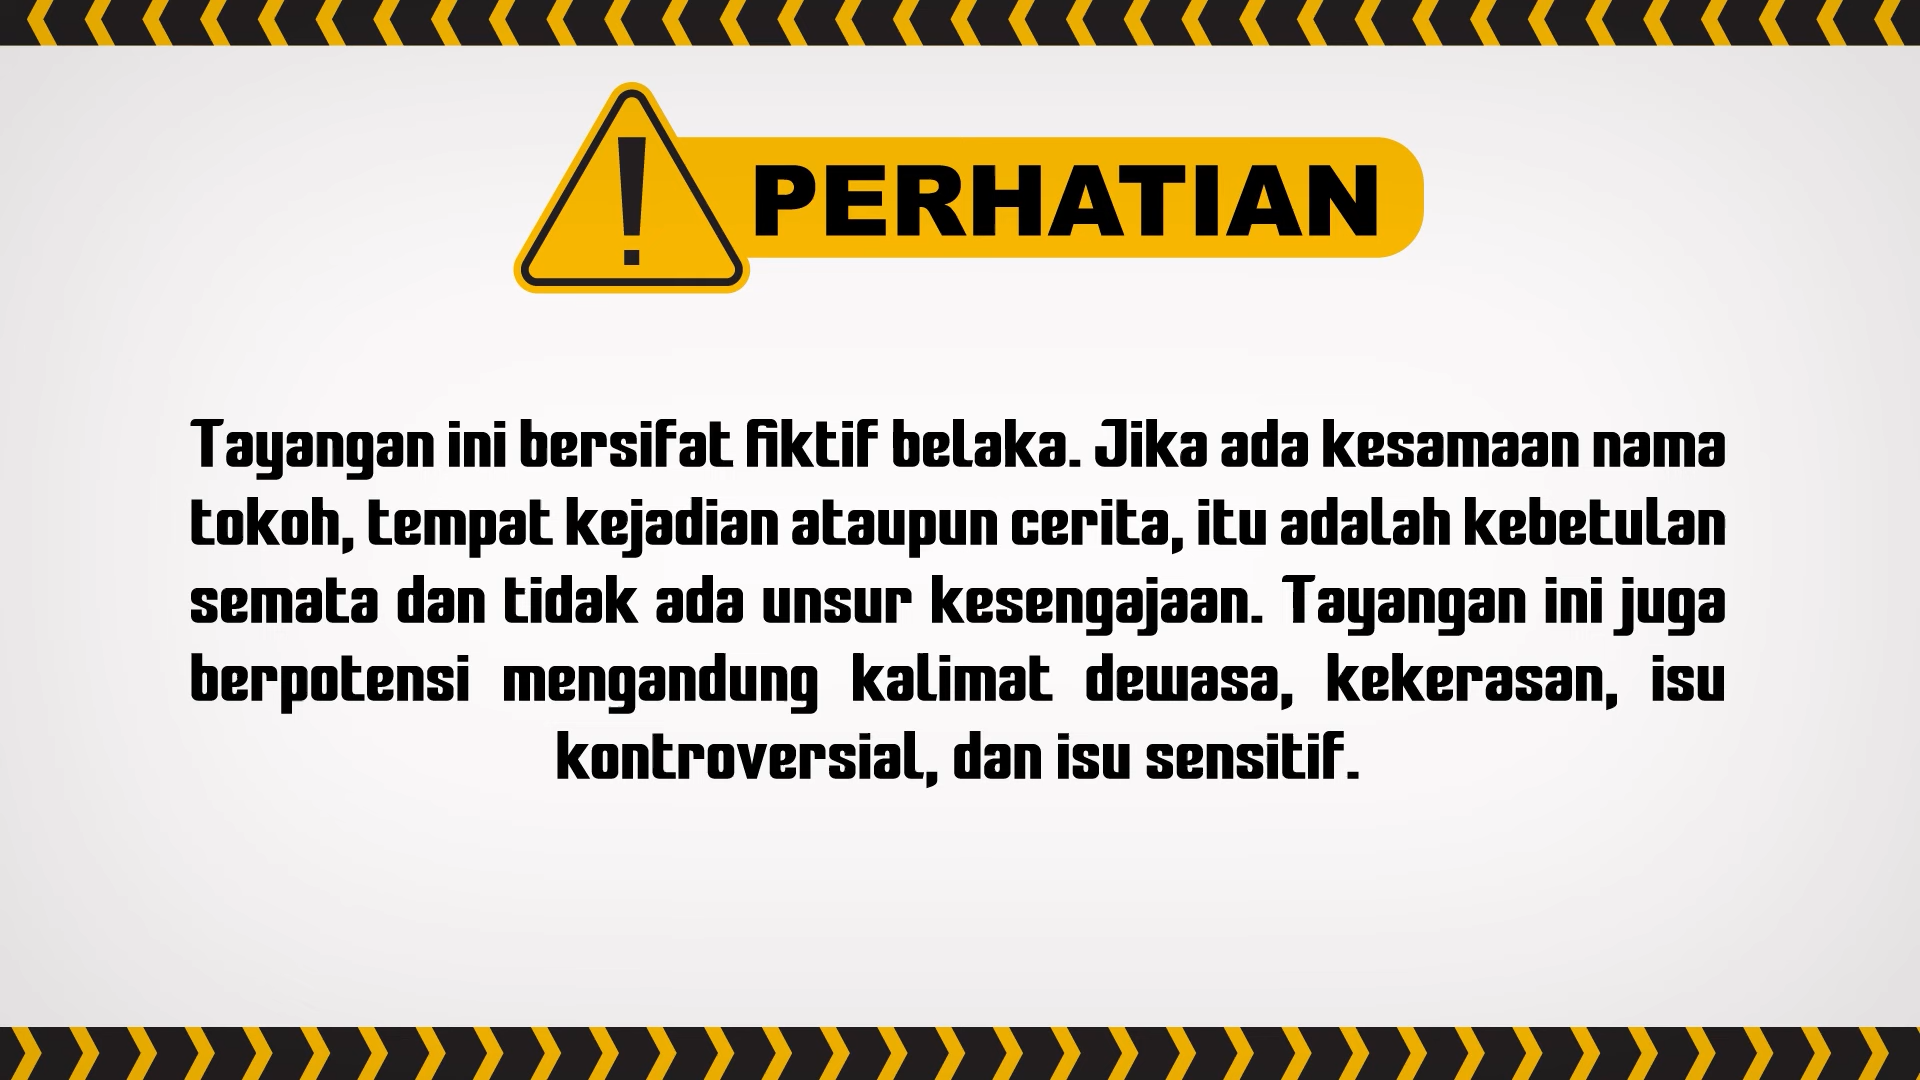 PERHATIAN
Tayangan ini bersifat fiktif belaka. Jika ada kesamaan nama
tokoh, tempat kejadian ataupun cerita, itu adalah kebetulan
semata dan tidak ada unsur kesengajaan. Tayangan ini juga
berpotensi mengandung kalimat dewasa, kekerasan, isu
kontroversial, dan isu sensitif.